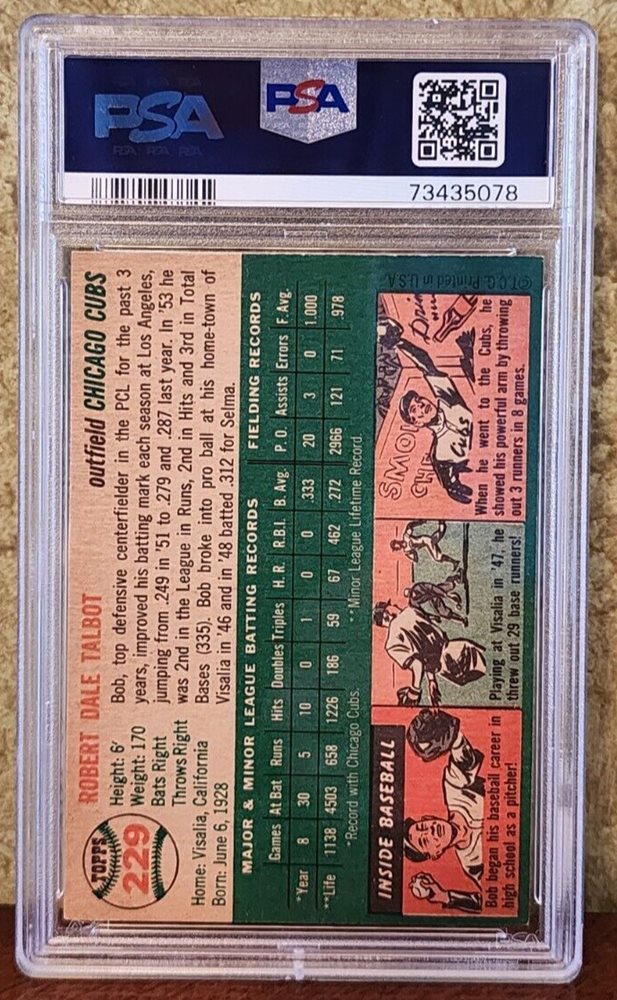 PSA
PSA
PSA PSA PSA
73435078
TOPPS
229
ROBERT DALE TALBOT
outfield CHICAGO CUBS
Height: 6'
Weight: 170
Bats Right
Throws Right
Home: Visalia, California
Born: June 6, 1928
Bob, top defensive centerfielder in the PCL for the past 3
years, improved his batting mark each season at Los Angeles,
jumping from .249 in '51 to .279 and .287 last year. In '53 he
was 2nd in the League in Runs, 2nd in Hits and 3rd in Total
Bases (335). Bob broke into pro ball at his home-town of
Visalia in '46 and in '48 batted .312 for Selma.
MAJOR & MINOR LEAGUE BATTING RECORDS FIELDING RECORDS
Games At Bat Runs Hits Doubles Triples H. R. R.B.I. B. Avg. P. O. Assists Errors F. Avg.
*Year 8 30 5 10 0 1 0 0 .333 20 3 0 1.000
**Life 1138 4503 658 1226 186 59 67 462 .272 2966 121 71 .978
*Record with Chicago Cubs. **Minor League Lifetime Record.
INSIDE BASEBALL
Bob began his baseball career in
high school as a pitcher!
Playing at Visalia in '47, he
threw out 29 base runners!
CUBS
When he went to the Cubs, he
showed his powerful arm by throwing
out 3 runners in 8 games.
©T.C.G. Printed in U.S.A.